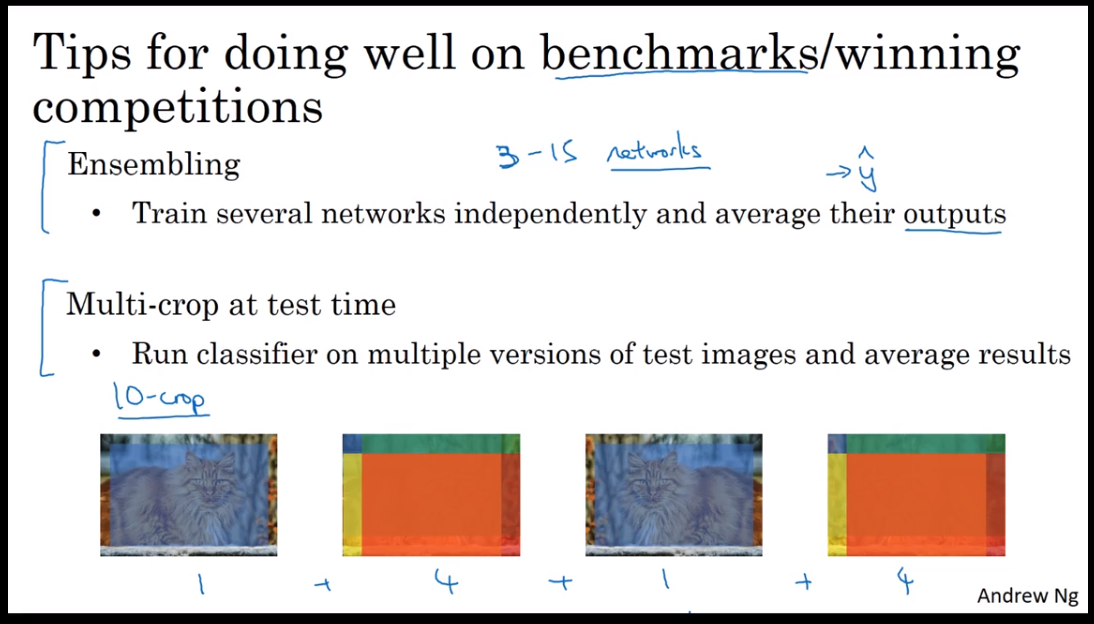 Tips for doing well on benchmarks/winning
competitions
Ensembling
3-15 networks
→ ŷ
• Train several networks independently and average their outputs
Multi-crop at test time
• Run classifier on multiple versions of test images and average results
10-crop
1 + 4 + 1 + 4
Andrew Ng